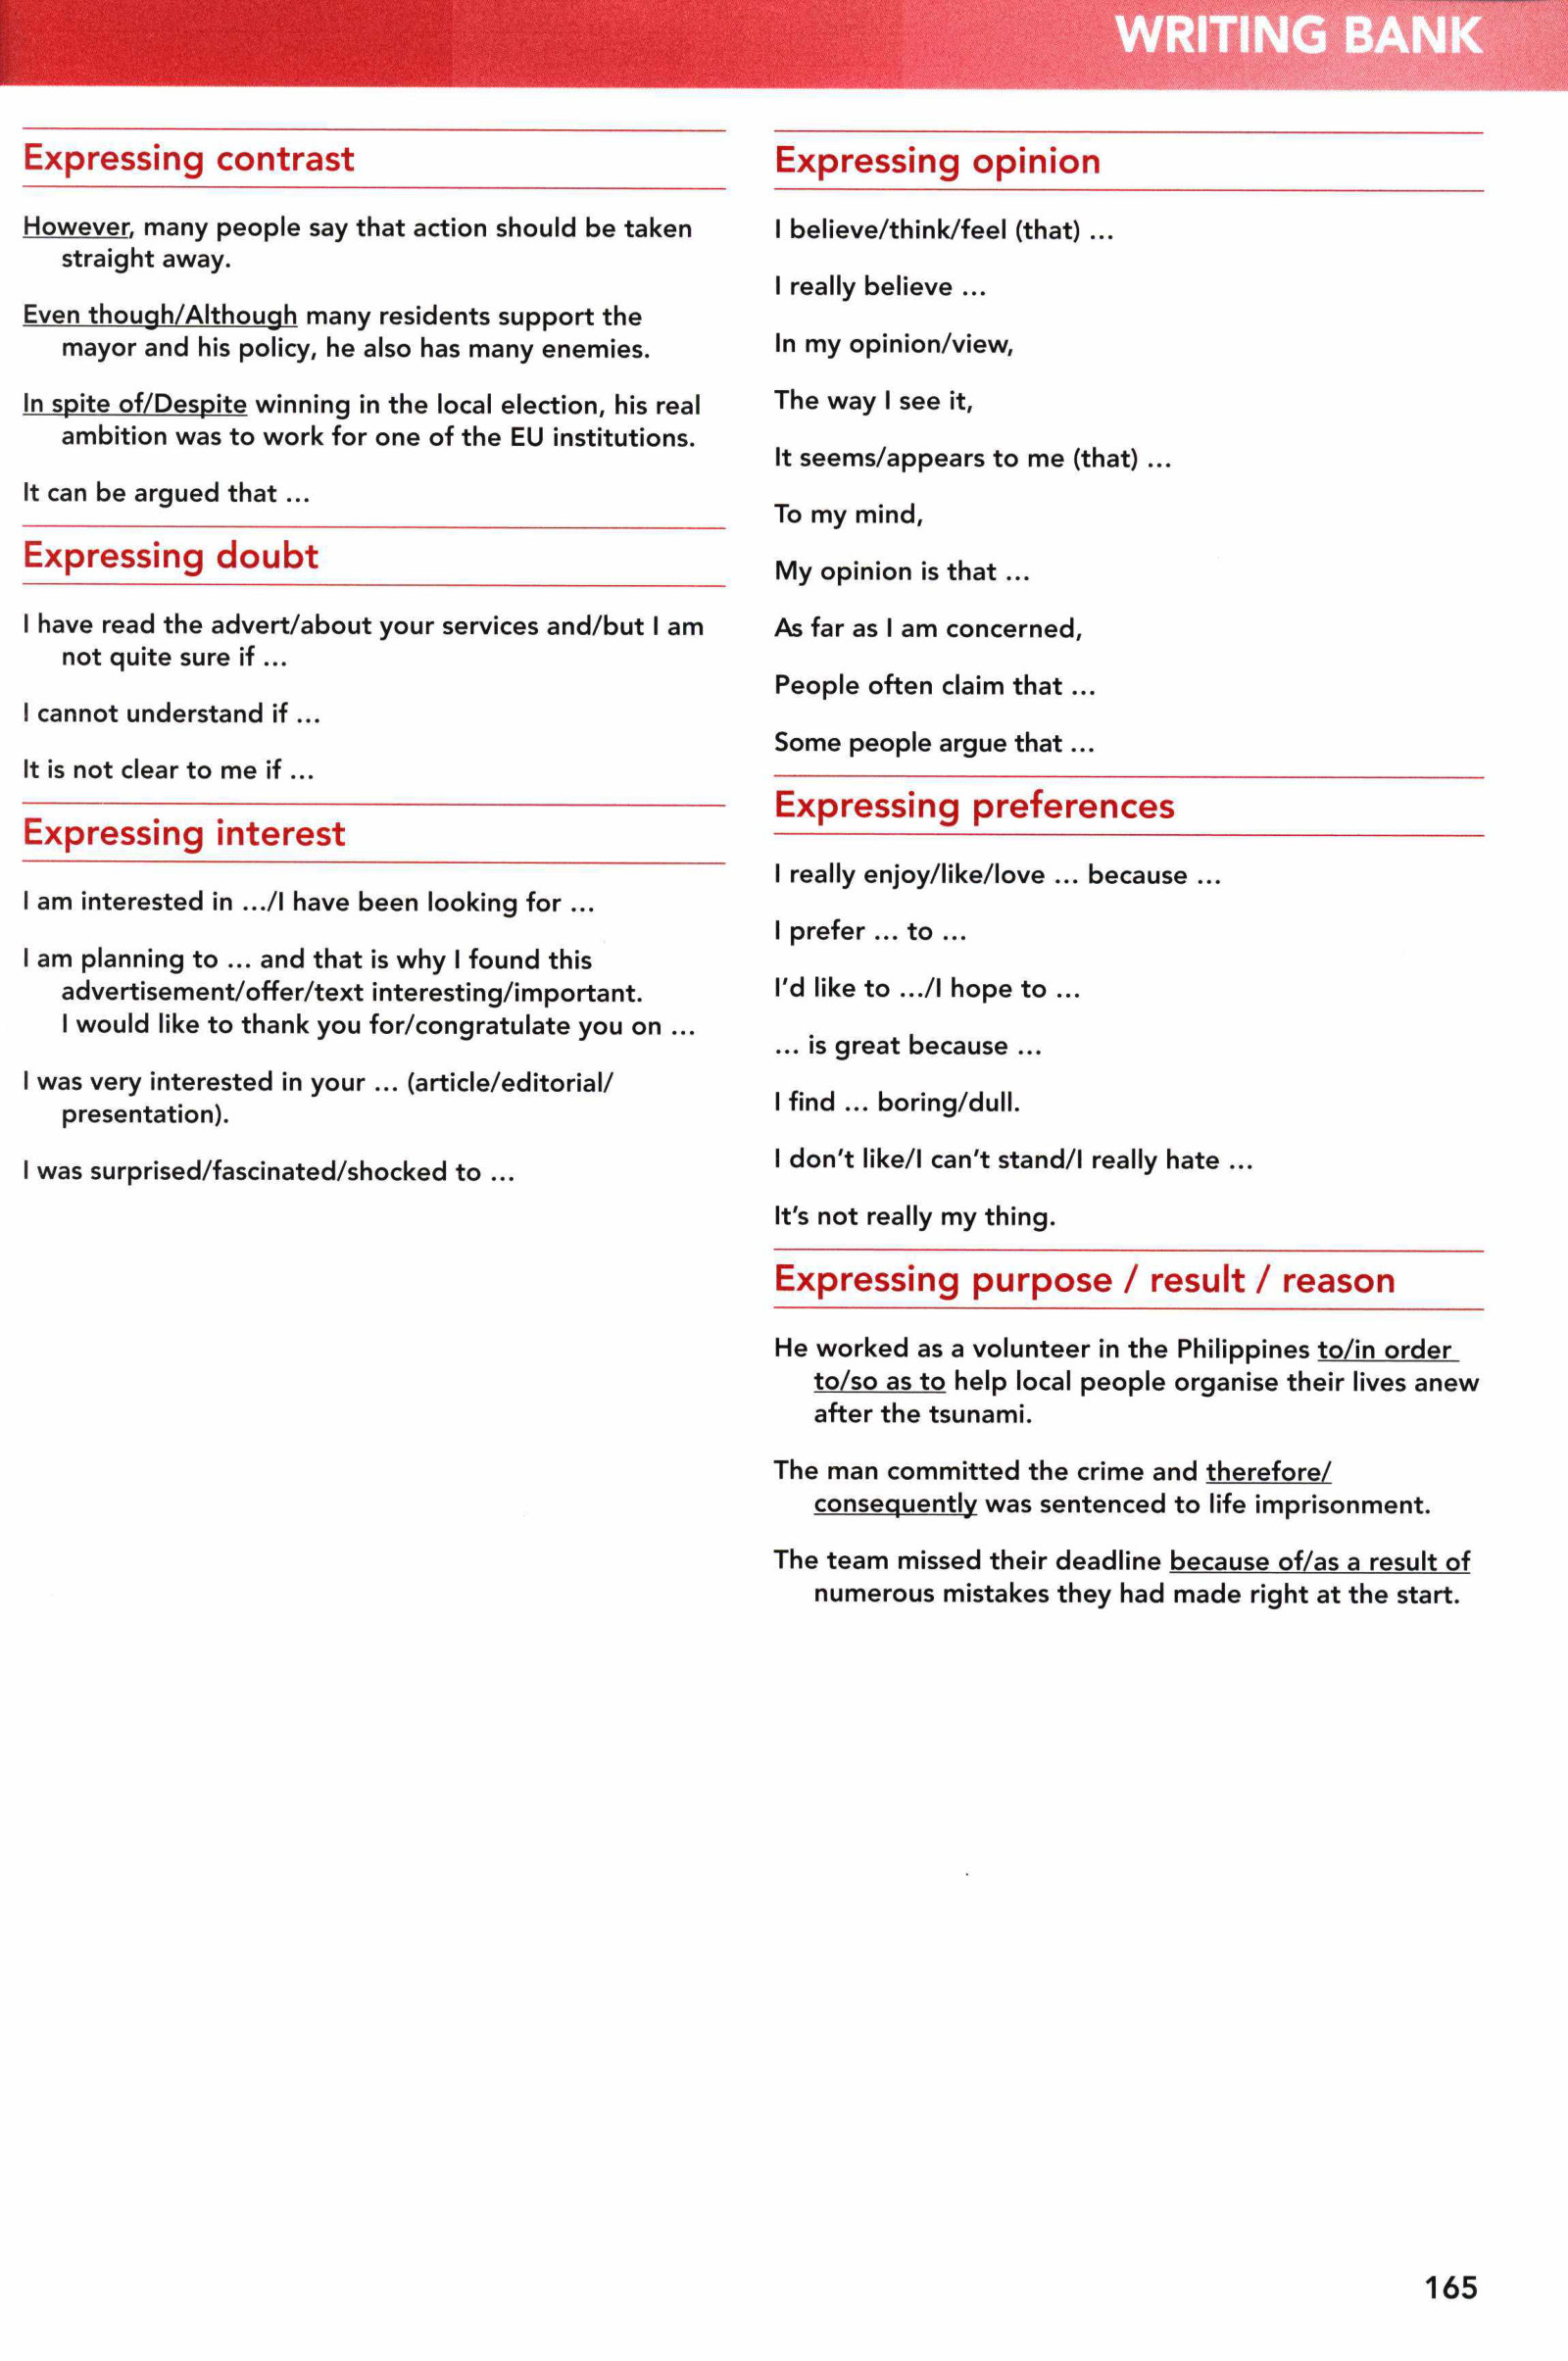 WRITING BANK
Expressing contrast
However, many people say that action should be taken
straight away.
Even though/Although many residents support the
mayor and his policy, he also has many enemies.
In spite of/Despite winning in the local election, his real
ambition was to work for one of the EU institutions.
It can be argued that ...
Expressing doubt
I have read the advert/about your services and/but I am
not quite sure if ...
I cannot understand if ...
It is not clear to me if ...
Expressing interest
I am interested in .../I have been looking for ...
I am planning to ... and that is why I found this
advertisement/offer/text interesting/important.
I would like to thank you for/congratulate you on ...
I was very interested in your ... (article/editorial/
presentation).
I was surprised/fascinated/shocked to ...
Expressing opinion
I believe/think/feel (that) ...
I really believe ...
In my opinion/view,
The way I see it,
It seems/appears to me (that) ...
To my mind,
My opinion is that ...
As far as I am concerned,
People often claim that ...
Some people argue that ...
Expressing preferences
I really enjoy/like/love ... because ...
I prefer ... to ...
I'd like to .../I hope to ...
... is great because ...
I find ... boring/dull.
I don't like/I can't stand/I really hate ...
It's not really my thing.
Expressing purpose / result / reason
He worked as a volunteer in the Philippines to/in order
to/so as to help local people organise their lives anew
after the tsunami.
The man committed the crime and therefore/
consequently was sentenced to life imprisonment.
The team missed their deadline because of/as a result of
numerous mistakes they had made right at the start.
165